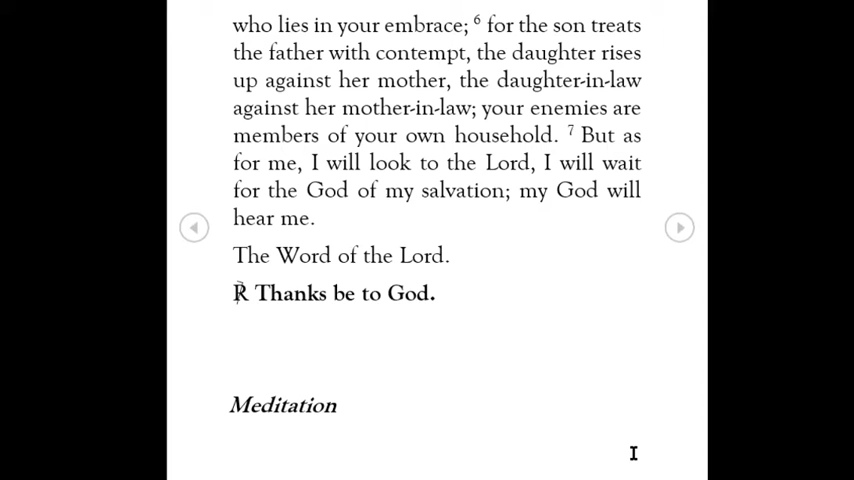 who lies in your embrace; ⁶ for the son treats
the father with contempt, the daughter rises
up against her mother, the daughter-in-law
against her mother-in-law; your enemies are
members of your own household. ⁷ But as
for me, I will look to the Lord, I will wait
for the God of my salvation; my God will
hear me.
The Word of the Lord.
℟ Thanks be to God.
Meditation